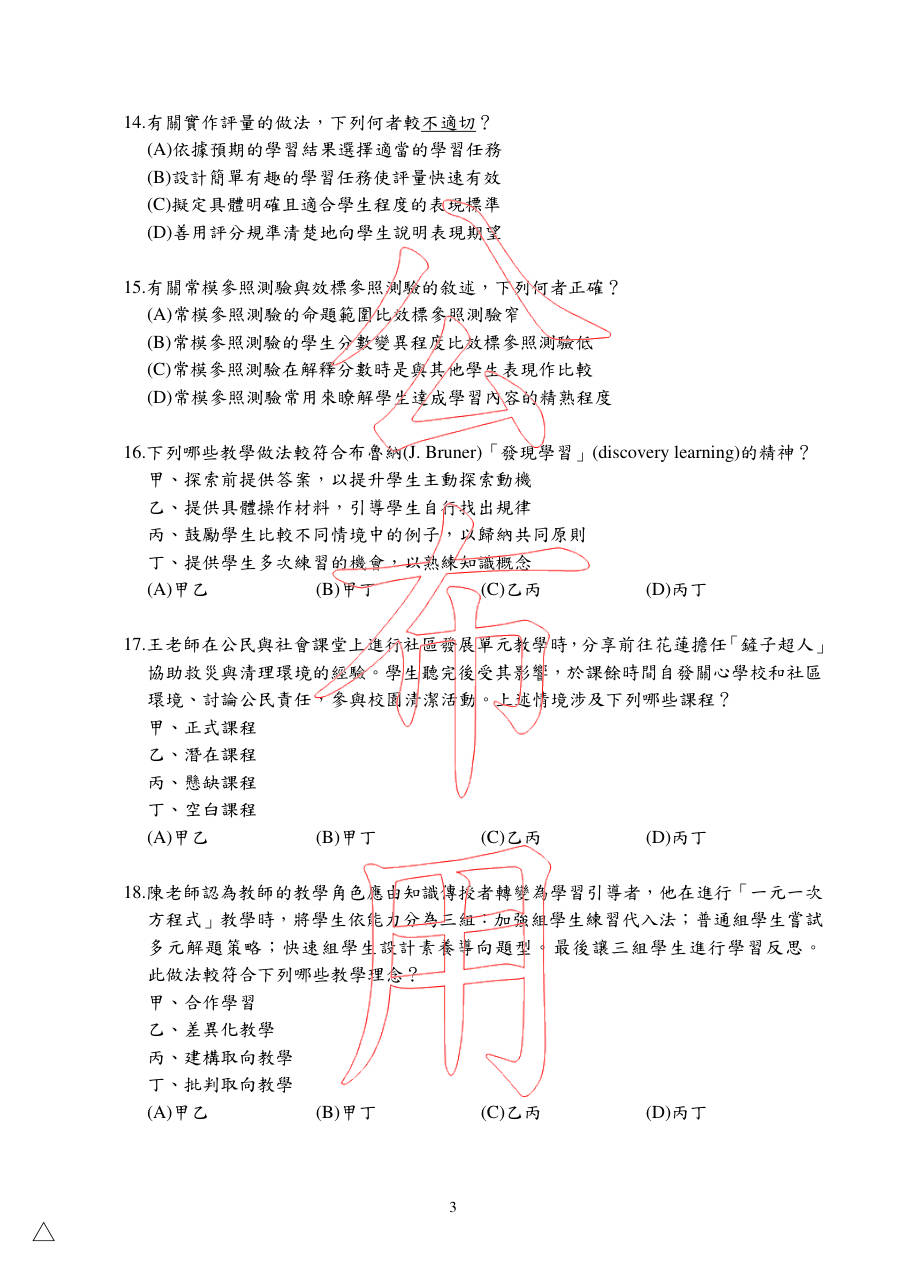 14.有關實作評量的做法，下列何者較不適切？
(A)依據預期的學習結果選擇適當的學習任務
(B)設計簡單有趣的學習任務使評量快速有效
(C)擬定具體明確且適合學生程度的表現標準
(D)善用評分規準清楚地向學生說明表現期望
15.有關常模參照測驗與效標參照測驗的敘述，下列何者正確？
(A)常模參照測驗的命題範圍比效標參照測驗窄
(B)常模參照測驗的學生分數變異程度比效標參照測驗低
(C)常模參照測驗在解釋分數時是與其他學生表現作比較
(D)常模參照測驗常用來瞭解學生達成學習內容的精熟程度
16.下列哪些教學做法較符合布魯納(J. Bruner)「發現學習」(discovery learning)的精神？
甲、探索前提供答案，以提升學生主動探索動機
乙、提供具體操作材料，引導學生自行找出規律
丙、鼓勵學生比較不同情境中的例子，以歸納共同原則
丁、提供學生多次練習的機會，以熟練知識概念
(A)甲乙 (B)甲丁 (C)乙丙 (D)丙丁
17.王老師在公民與社會課堂上進行社區發展單元教學時，分享前往花蓮擔任「鏟子超人」
協助救災與清理環境的經驗。學生聽完後受其影響，於課餘時間自發關心學校和社區
環境、討論公民責任，參與校園清潔活動。上述情境涉及下列哪些課程？
甲、正式課程
乙、潛在課程
丙、懸缺課程
丁、空白課程
(A)甲乙 (B)甲丁 (C)乙丙 (D)丙丁
18.陳老師認為教師的教學角色應由知識傳授者轉變為學習引導者，他在進行「一元一次
方程式」教學時，將學生依能力分為三組：加強組學生練習代入法；普通組學生嘗試
多元解題策略；快速組學生設計素養導向題型。最後讓三組學生進行學習反思。
此做法較符合下列哪些教學理念？
甲、合作學習
乙、差異化教學
丙、建構取向教學
丁、批判取向教學
(A)甲乙 (B)甲丁 (C)乙丙 (D)丙丁
3
公布用